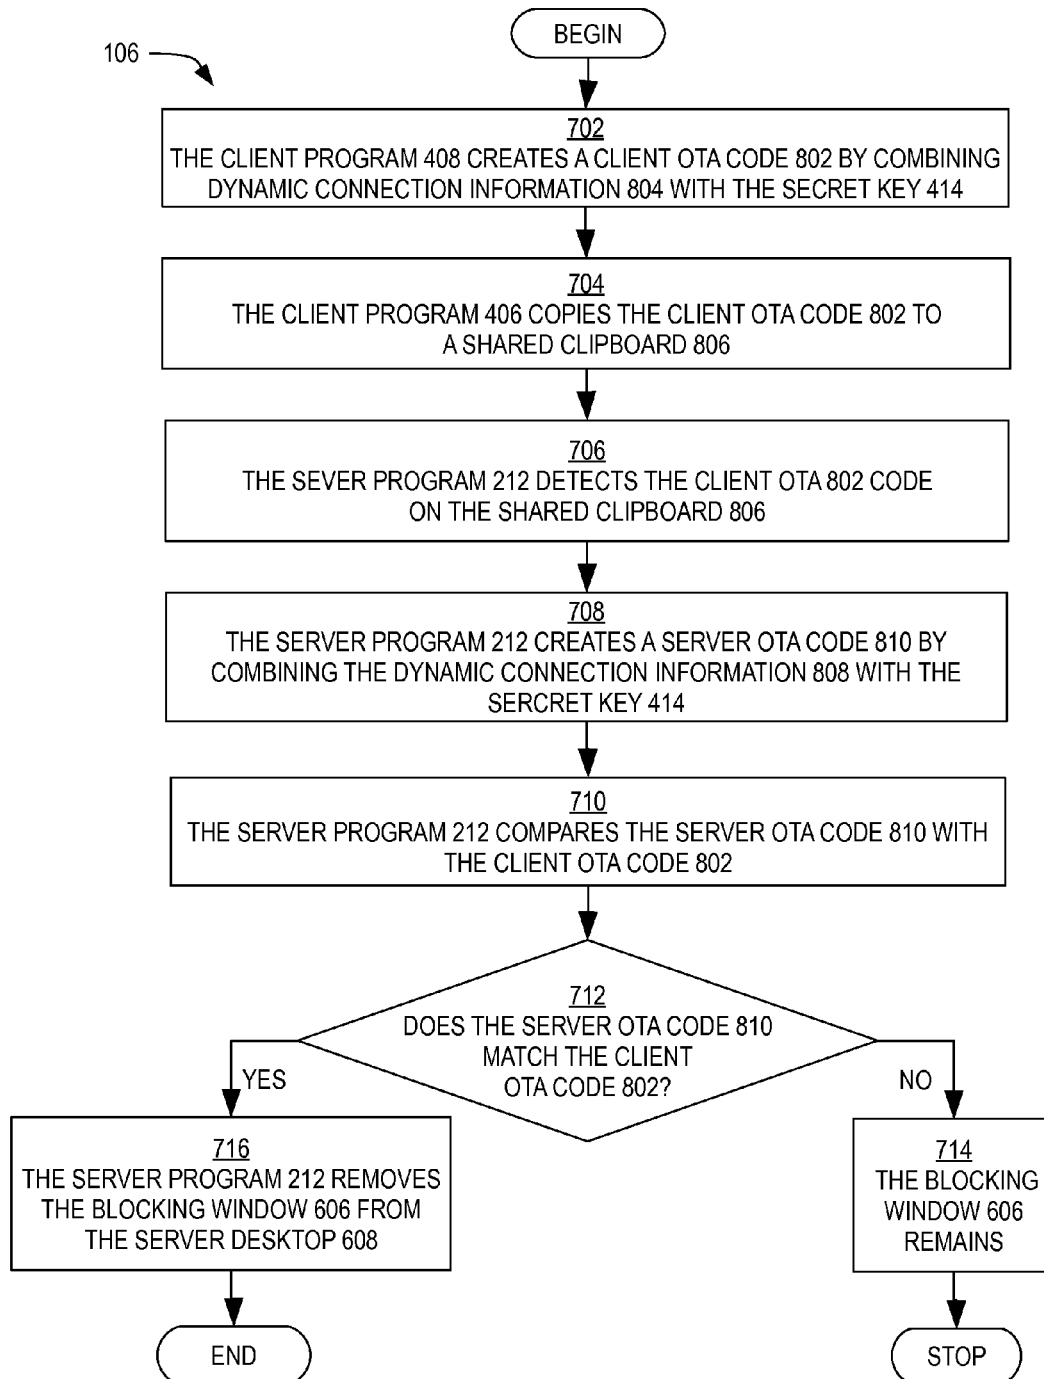 BEGIN
106
702
THE CLIENT PROGRAM 408 CREATES A CLIENT OTA CODE 802 BY COMBINING
DYNAMIC CONNECTION INFORMATION 804 WITH THE SECRET KEY 414
704
THE CLIENT PROGRAM 406 COPIES THE CLIENT OTA CODE 802 TO
A SHARED CLIPBOARD 806
706
THE SEVER PROGRAM 212 DETECTS THE CLIENT OTA 802 CODE
ON THE SHARED CLIPBOARD 806
708
THE SERVER PROGRAM 212 CREATES A SERVER OTA CODE 810 BY
COMBINING THE DYNAMIC CONNECTION INFORMATION 808 WITH THE
SERCRET KEY 414
710
THE SERVER PROGRAM 212 COMPARES THE SERVER OTA CODE 810 WITH
THE CLIENT OTA CODE 802
712
DOES THE SERVER OTA CODE 810
MATCH THE CLIENT
OTA CODE 802?
YES
NO
716
THE SERVER PROGRAM 212 REMOVES
THE BLOCKING WINDOW 606 FROM
THE SERVER DESKTOP 608
714
THE BLOCKING
WINDOW 606
REMAINS
END
STOP